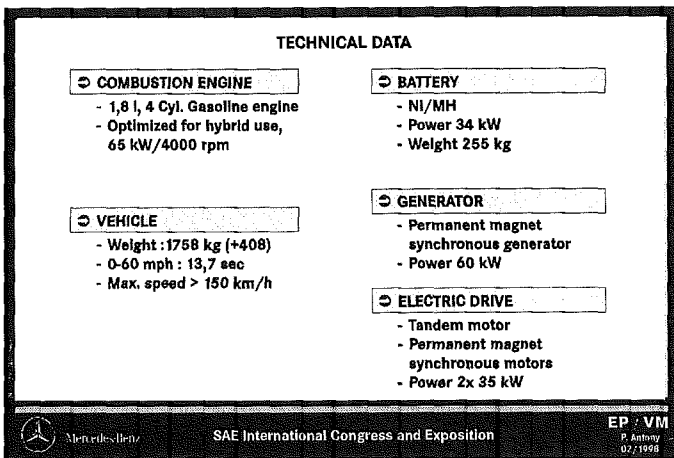 TECHNICAL DATA
➲ COMBUSTION ENGINE
- 1,8 l, 4 Cyl. Gasoline engine
- Optimized for hybrid use,
65 kW/4000 rpm
➲ VEHICLE
- Weight :1758 kg (+408)
- 0-60 mph : 13,7 sec
- Max. speed > 150 km/h
➲ BATTERY
- NI/MH
- Power 34 kW
- Weight 255 kg
➲ GENERATOR
- Permanent magnet
synchronous generator
- Power 60 kW
➲ ELECTRIC DRIVE
- Tandem motor
- Permanent magnet
synchronous motors
- Power 2x 35 kW
Mercedes-Benz
SAE International Congress and Exposition
EP / VM
P. Antony
02/1998